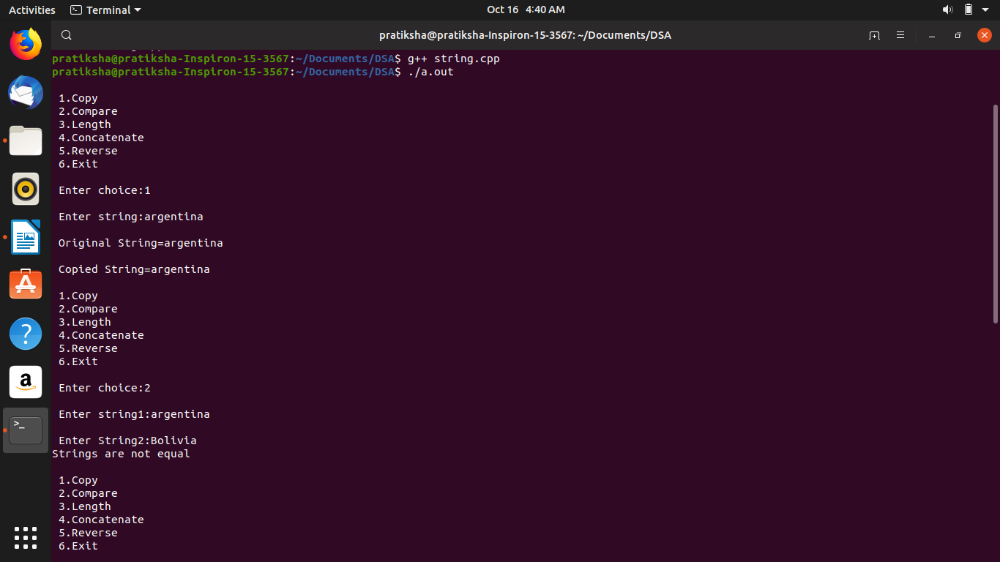 Activities Terminal Oct 16 4:40 AM
pratiksha@pratiksha-Inspiron-15-3567: ~/Documents/DSA
pratiksha@pratiksha-Inspiron-15-3567:~/Documents/DSA$ g++ string.cpp
pratiksha@pratiksha-Inspiron-15-3567:~/Documents/DSA$ ./a.out
1.Copy
2.Compare
3.Length
4.Concatenate
5.Reverse
6.Exit
Enter choice:1
Enter string:argentina
Original String=argentina
Copied String=argentina
1.Copy
2.Compare
3.Length
4.Concatenate
5.Reverse
6.Exit
Enter choice:2
Enter string1:argentina
Enter String2:Bolivia
Strings are not equal
1.Copy
2.Compare
3.Length
4.Concatenate
5.Reverse
6.Exit